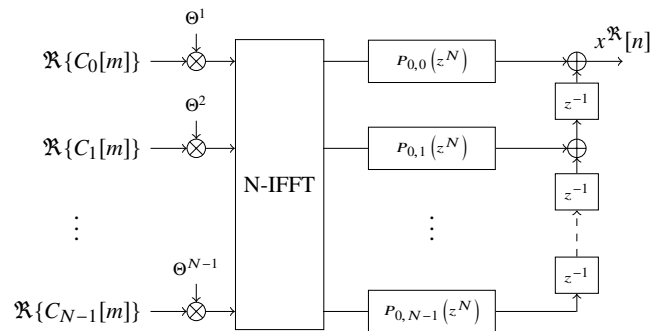 Θ^1
ℜ{C_0[m]} P_{0,0}(z^N) x^ℜ[n]
z^{-1}
Θ^2
ℜ{C_1[m]} P_{0,1}(z^N)
N-IFFT
z^{-1}
⋮ ⋮
Θ^{N-1}
z^{-1}
ℜ{C_{N-1}[m]} P_{0,N-1}(z^N)